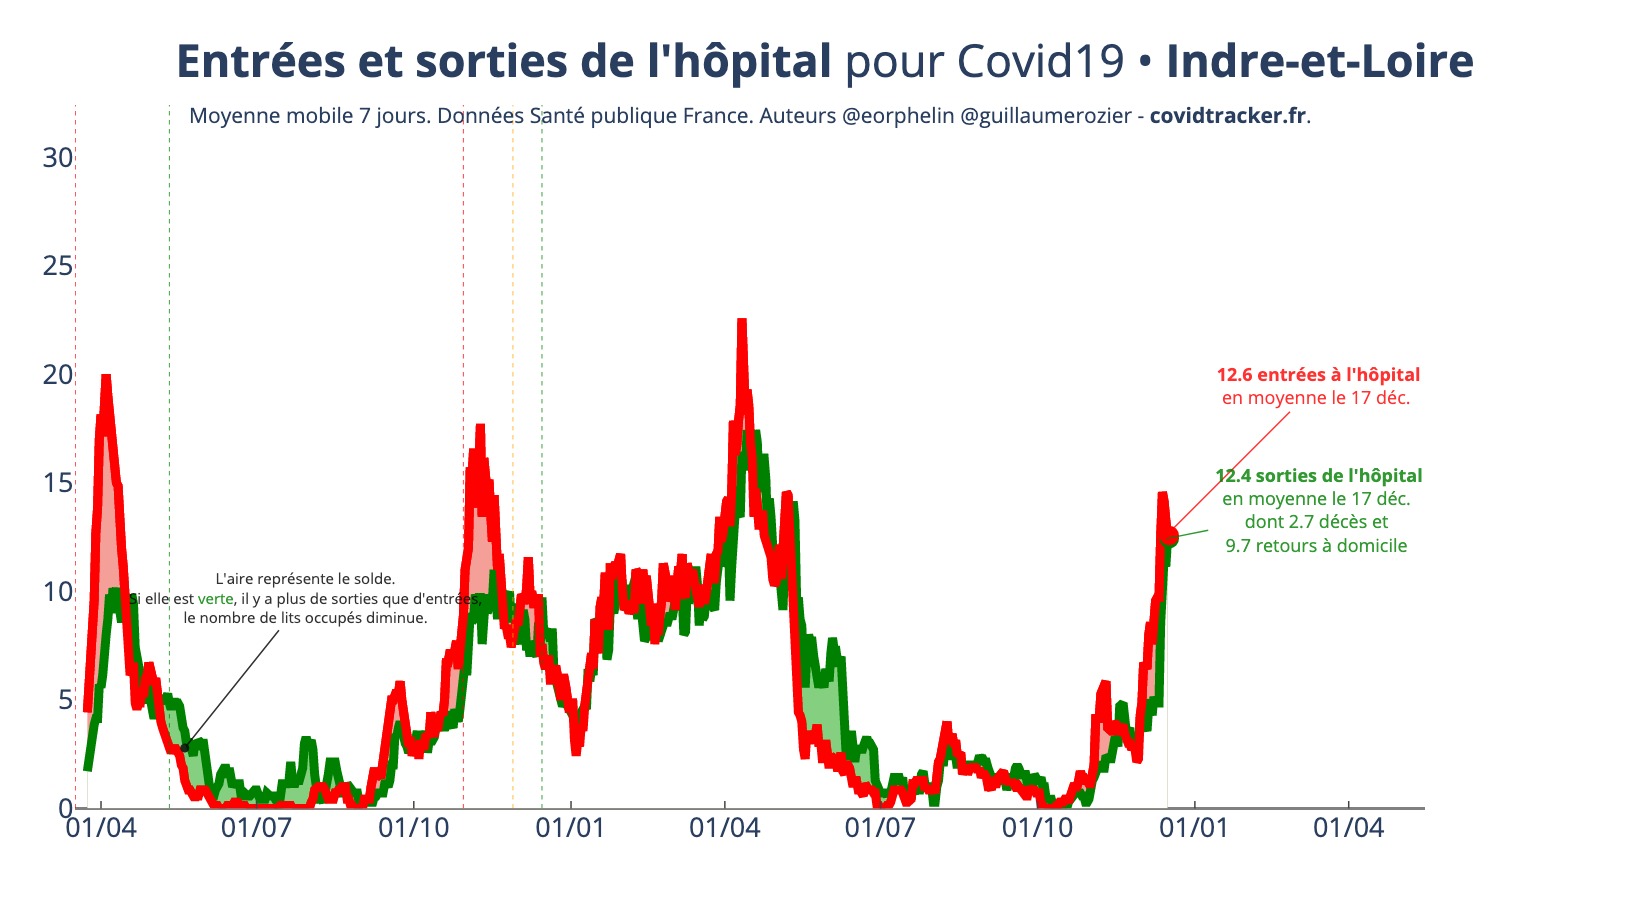 Entrées et sorties de l'hôpital pour Covid19 • Indre-et-Loire
Moyenne mobile 7 jours. Données Santé publique France. Auteurs @eorphelin @guillaumerozier - covidtracker.fr.
30
25
20
15
10
5
0
12.6 entrées à l'hôpital
en moyenne le 17 déc.
12.4 sorties de l'hôpital
en moyenne le 17 déc.
dont 2.7 décès et
9.7 retours à domicile
L'aire représente le solde.
Si elle est verte, il y a plus de sorties que d'entrées,
le nombre de lits occupés diminue.
01/04 01/07 01/10 01/01 01/04 01/07 01/10 01/01 01/04